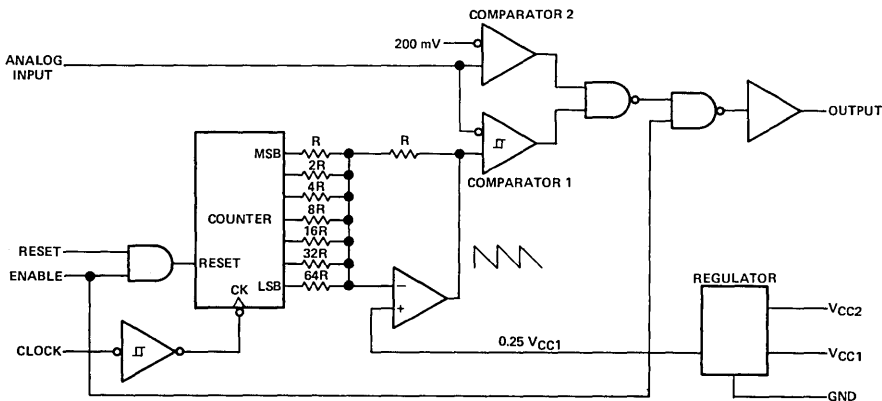 COMPARATOR 2
200 mV
ANALOG
INPUT
OUTPUT
MSB
R
R
2R
4R
COMPARATOR 1
8R
COUNTER
16R
32R
RESET
RESET
ENABLE
LSB
64R
CK
−
+
REGULATOR
VCC2
CLOCK
0.25 VCC1
VCC1
GND